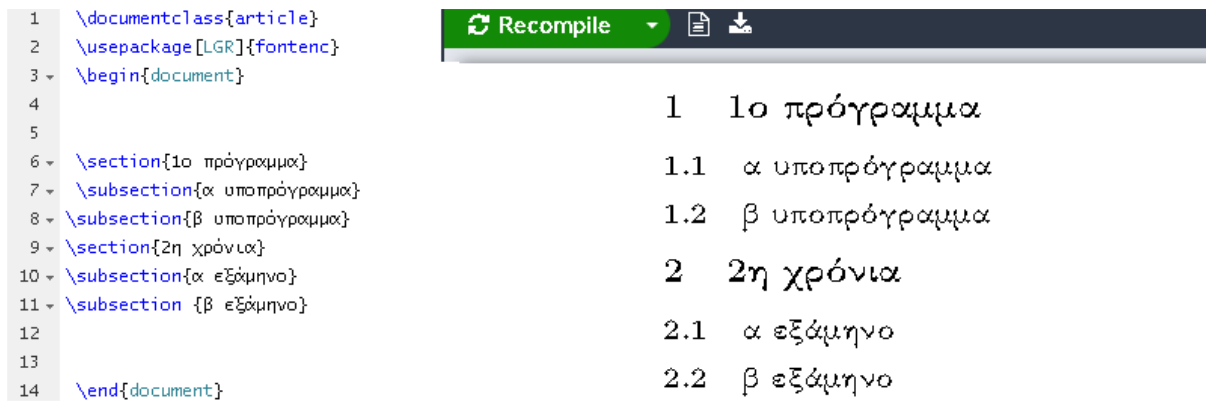 1 \documentclass{article}
2 \usepackage[LGR]{fontenc}
3 \begin{document}
4
5
6 \section{1ο πρόγραμμα}
7 \subsection{α υποπρόγραμμα}
8 \subsection{β υποπρόγραμμα}
9 \section{2η χρόνια}
10 \subsection{α εξάμηνο}
11 \subsection {β εξάμηνο}
12
13
14 \end{document}
Recompile
1 1ο πρόγραμμα
1.1 α υποπρόγραμμα
1.2 β υποπρόγραμμα
2 2η χρόνια
2.1 α εξάμηνο
2.2 β εξάμηνο